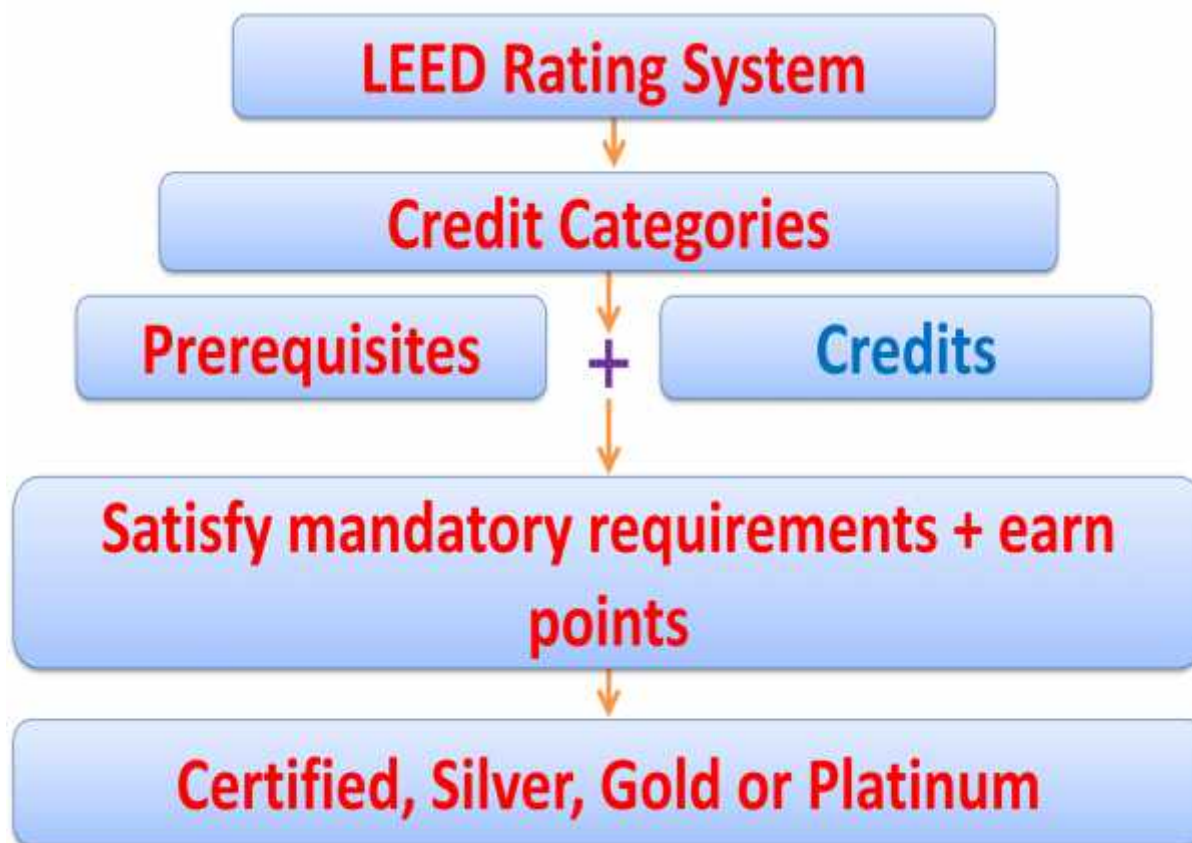 LEED Rating System
Credit Categories
Prerequisites + Credits
Satisfy mandatory requirements + earn
points
Certified, Silver, Gold or Platinum